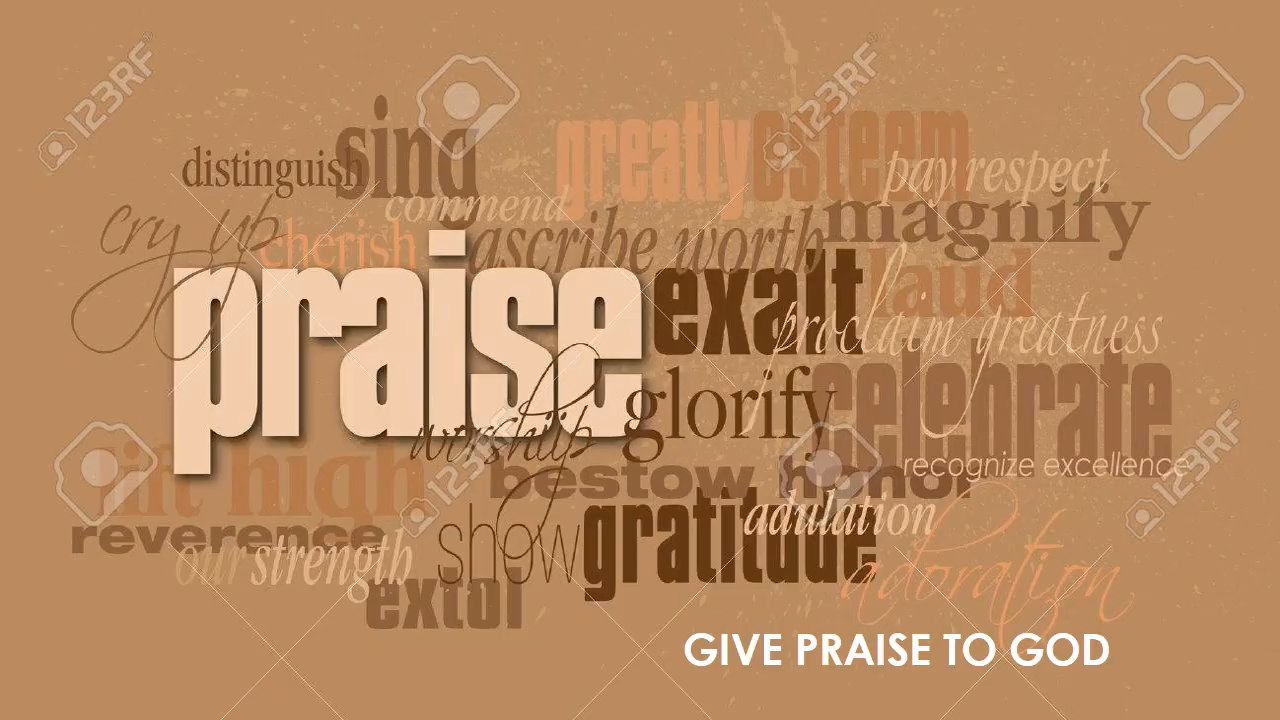 distinguish
sing
greatly esteem
pay respect
commend
magnify
cry up
cherish
ascribe worth
praise
exalt
laud
proclaim greatness
celebrate
glorify
worship
lift high
bestow honor
recognize excellence
reverence
show gratitude
adulation
our strength
adoration
extol
GIVE PRAISE TO GOD
123RF
123RF
123RF
123RF
123RF